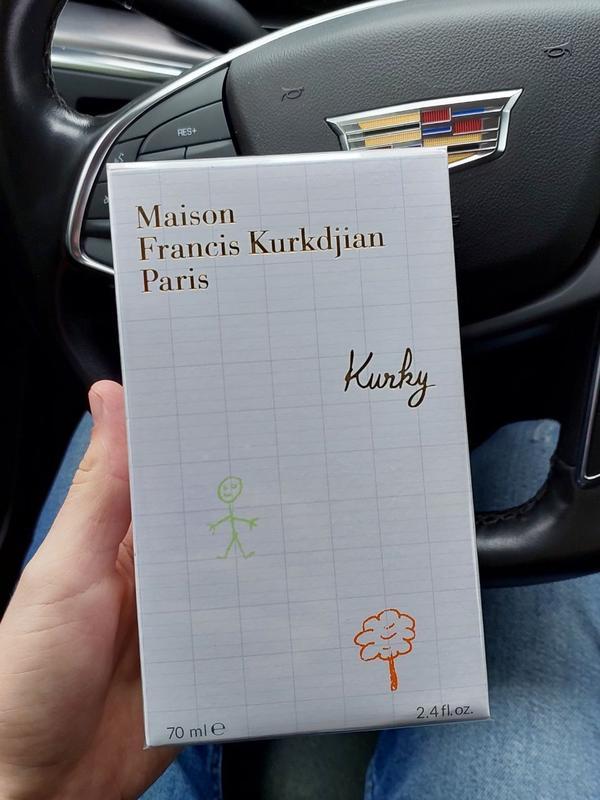 RES+
Maison
Francis Kurkdjian
Paris
Kurky
70 ml ℮
2.4 fl.oz.